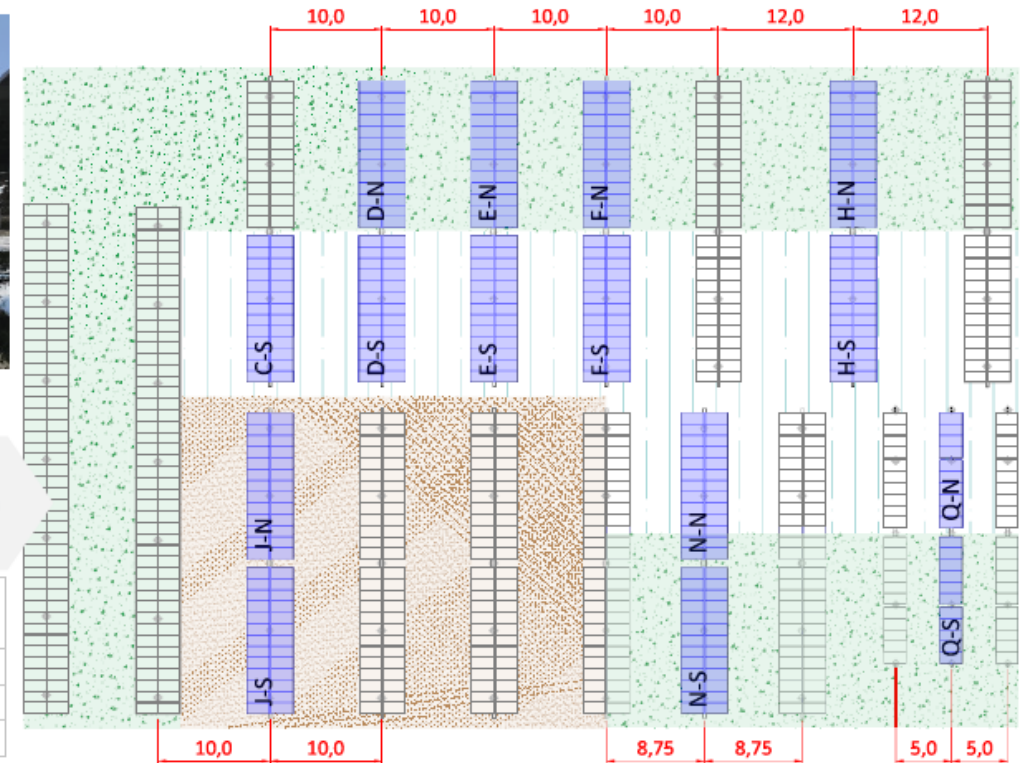 10,0 10,0 10,0 10,0 12,0 12,0
D-N E-N F-N H-N
C-S D-S E-S F-S H-S
J-N N-N Q-N
J-S N-S Q-S
10,0 10,0 8,75 8,75 5,0 5,0